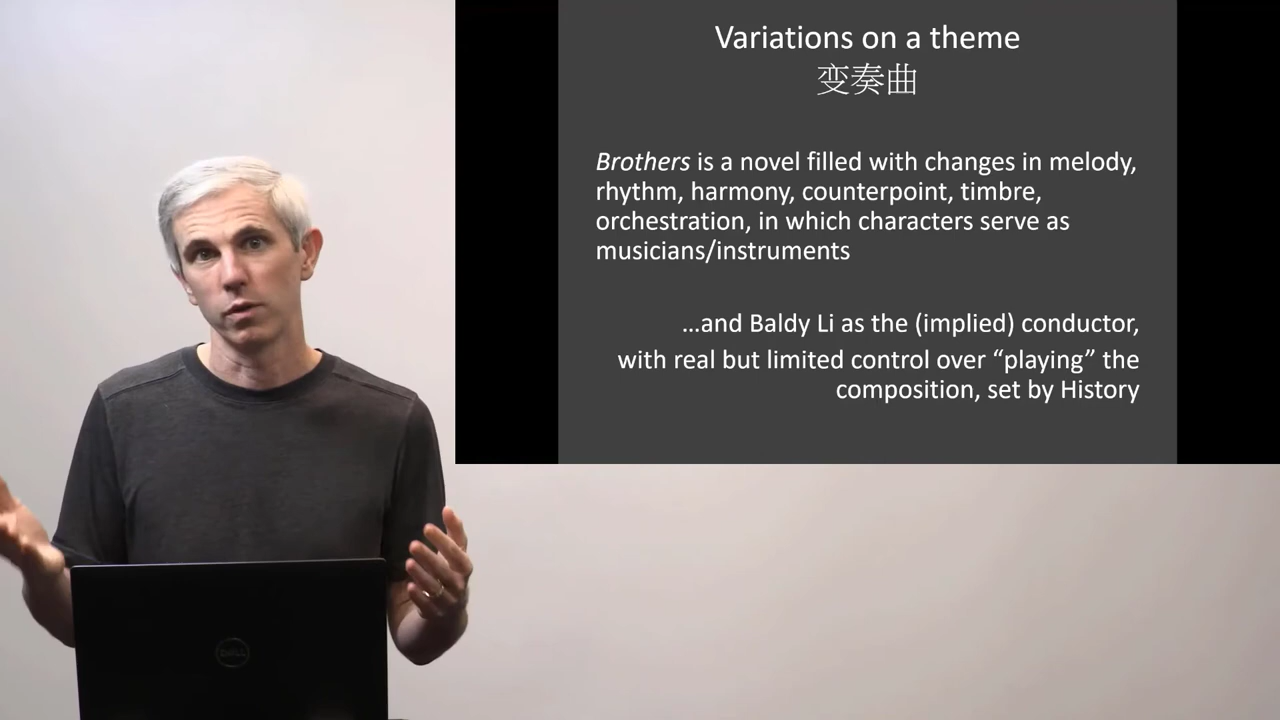 Variations on a theme
变奏曲
Brothers is a novel filled with changes in melody,
rhythm, harmony, counterpoint, timbre,
orchestration, in which characters serve as
musicians/instruments
…and Baldy Li as the (implied) conductor,
with real but limited control over “playing” the
composition, set by History
DELL